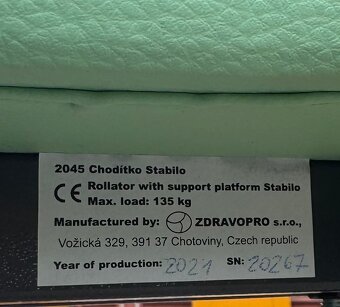 2045 Chodítko Stabilo
CE Rollator with support platform Stabilo
Max. load: 135 kg
Manufactured by: ZDRAVOPRO s.r.o.,
Vožická 329, 391 37 Chotoviny, Czech republic
Year of production: 2021 SN: 20267